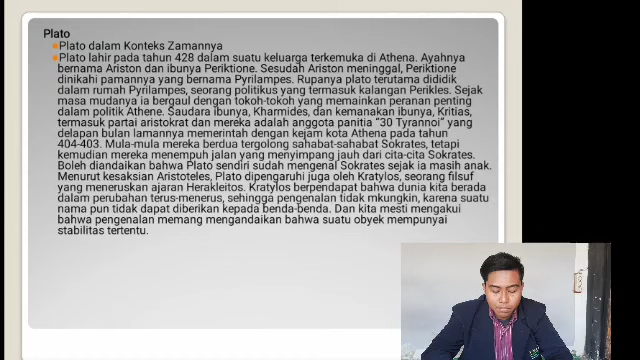 Plato
Plato dalam Konteks Zamannya
Plato lahir pada tahun 428 dalam suatu keluarga terkemuka di Athena. Ayahnya
bernama Ariston dan ibunya Periktione. Sesudah Ariston meninggal, Periktione
dinikahi pamannya yang bernama Pyrilampes. Rupanya plato terutama dididik
dalam rumah Pyrilampes, seorang politikus yang termasuk kalangan Perikles. Sejak
masa mudanya ia bergaul dengan tokoh-tokoh yang memainkan peranan penting
dalam politik Athene. Saudara ibunya, Kharmides, dan kemanakan ibunya, Kritias,
termasuk partai aristokrat dan mereka adalah anggota panitia “30 Tyrannoi” yang
delapan bulan lamannya memerintah dengan kejam kota Athena pada tahun
404-403. Mula-mula mereka berdua tergolong sahabat-sahabat Sokrates, tetapi
kemudian mereka menempuh jalan yang menyimpang jauh dari cita-cita Sokrates.
Boleh diandaikan bahwa Plato sendiri sudah mengenal Sokrates sejak ia masih anak.
Menurut kesaksian Aristoteles, Plato dipengaruhi juga oleh Kratylos, seorang filsuf
yang meneruskan ajaran Herakleitos. Kratylos berpendapat bahwa dunia kita berada
dalam perubahan terus-menerus, sehingga pengenalan tidak mkungkin, karena suatu
nama pun tidak dapat diberikan kepada benda-benda. Dan kita mesti mengakui
bahwa pengenalan memang mengandaikan bahwa suatu obyek mempunyai
stabilitas tertentu.